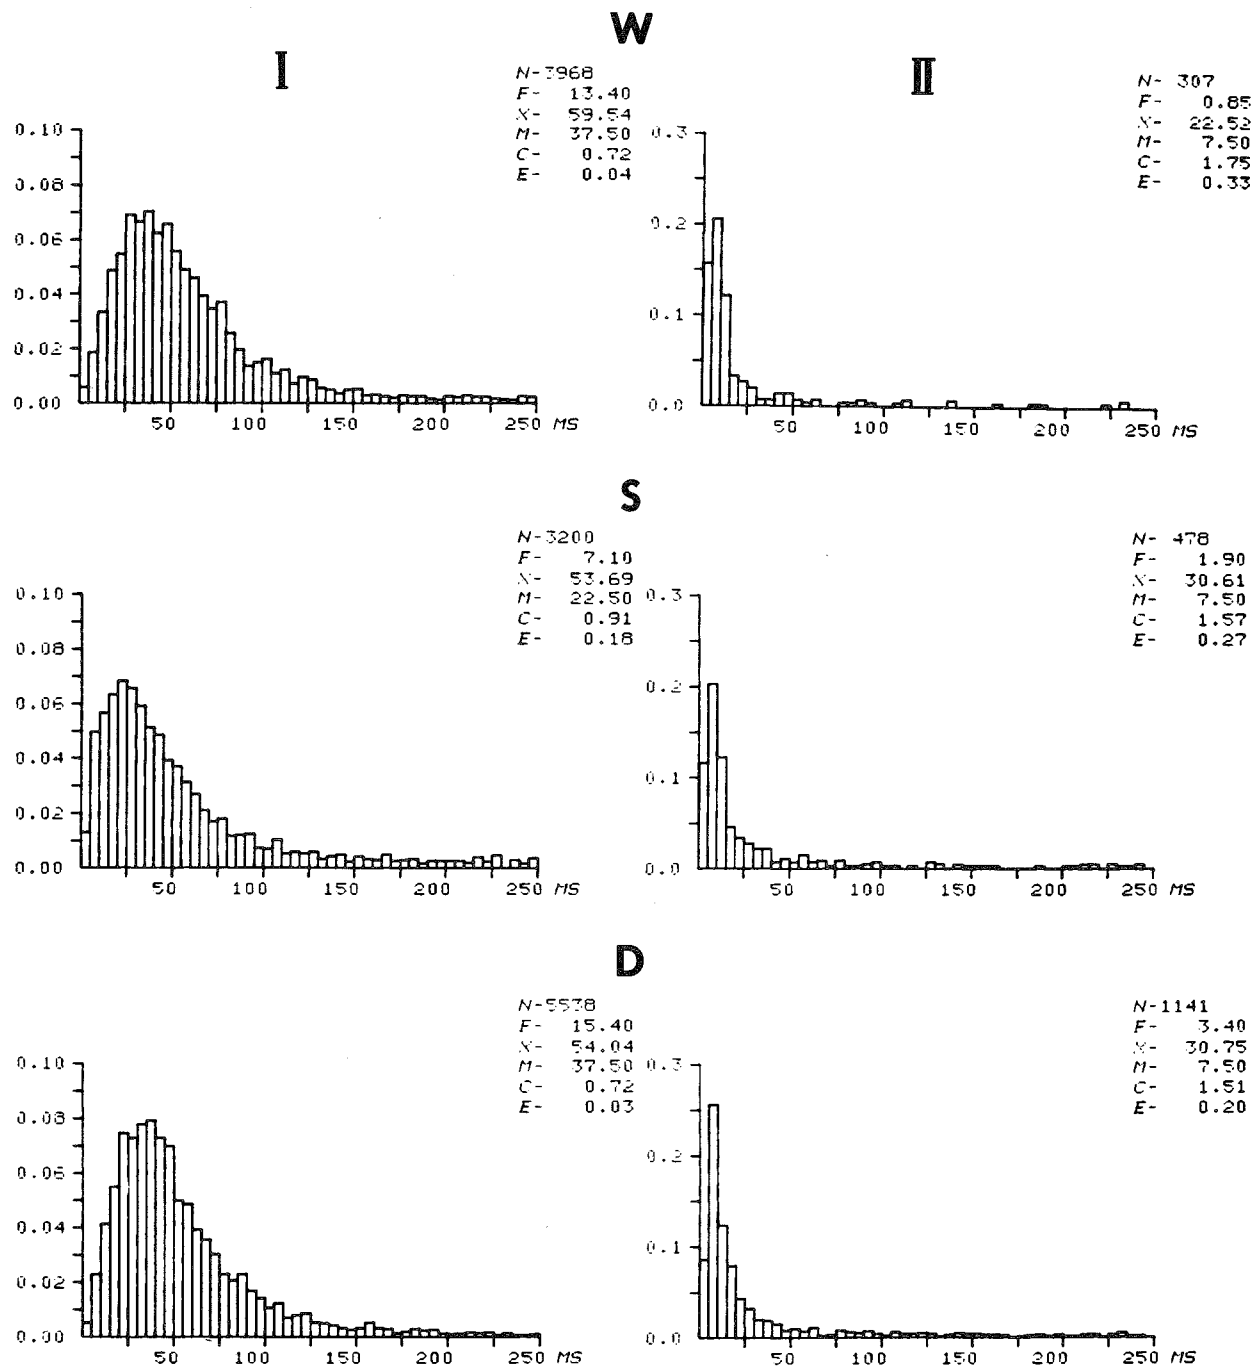 W
I
II
N-3968
F- 13.40
X- 59.54
M- 37.50
C- 0.72
E- 0.04
0.10
0.08
0.06
0.04
0.02
0.00
50 100 150 200 250 MS
N- 307
F- 0.85
X- 22.52
M- 7.50
C- 1.75
E- 0.33
0.3
0.2
0.1
0.0
50 100 150 200 250 MS
S
N-3200
F- 7.10
X- 53.69
M- 22.50
C- 0.91
E- 0.18
0.10
0.08
0.06
0.04
0.02
0.00
50 100 150 200 250 MS
N- 478
F- 1.90
X- 30.61
M- 7.50
C- 1.57
E- 0.27
0.3
0.2
0.1
0.0
50 100 150 200 250 MS
D
N-5538
F- 15.40
X- 54.04
M- 37.50
C- 0.72
E- 0.03
0.10
0.08
0.06
0.04
0.02
0.00
50 100 150 200 250 MS
N-1141
F- 3.40
X- 30.75
M- 7.50
C- 1.51
E- 0.20
0.3
0.2
0.1
0.0
50 100 150 200 250 MS